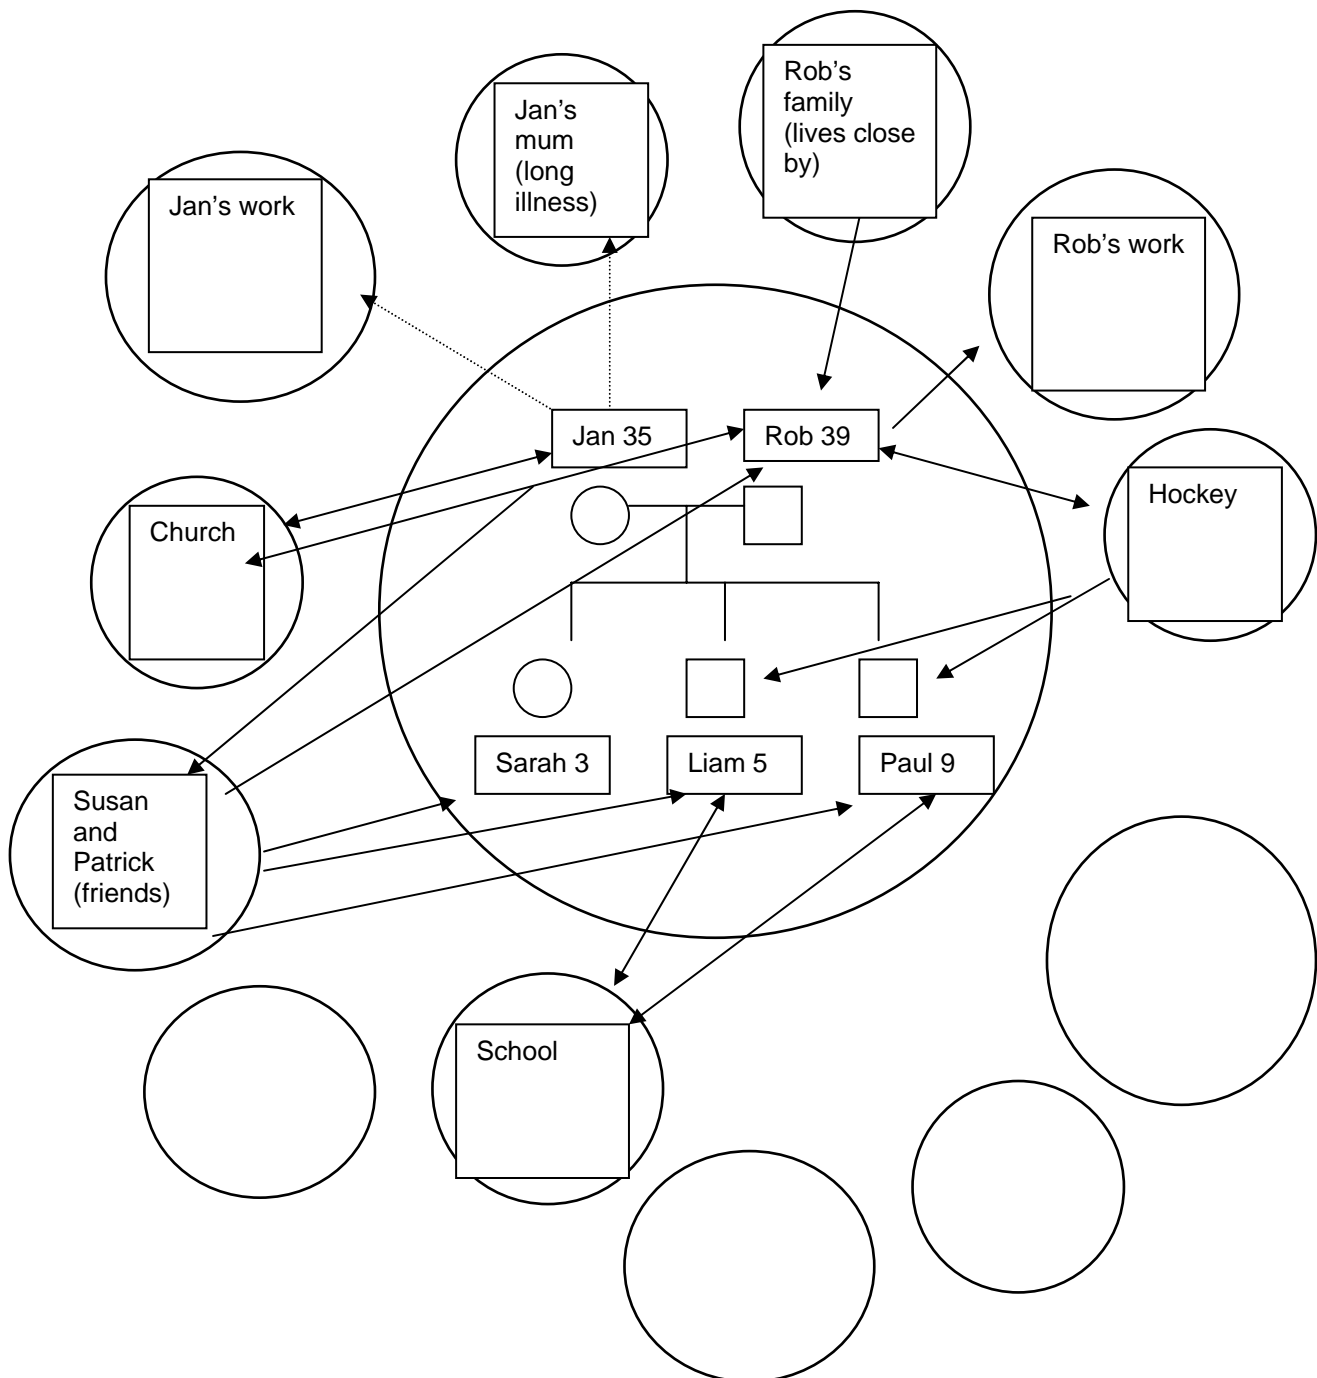 Rob’s
family
(lives close
by)
Jan’s
mum
(long
illness)
Jan’s work
Rob’s work
Jan 35
Rob 39
Hockey
Church
Sarah 3
Liam 5
Paul 9
Susan
and
Patrick
(friends)
School